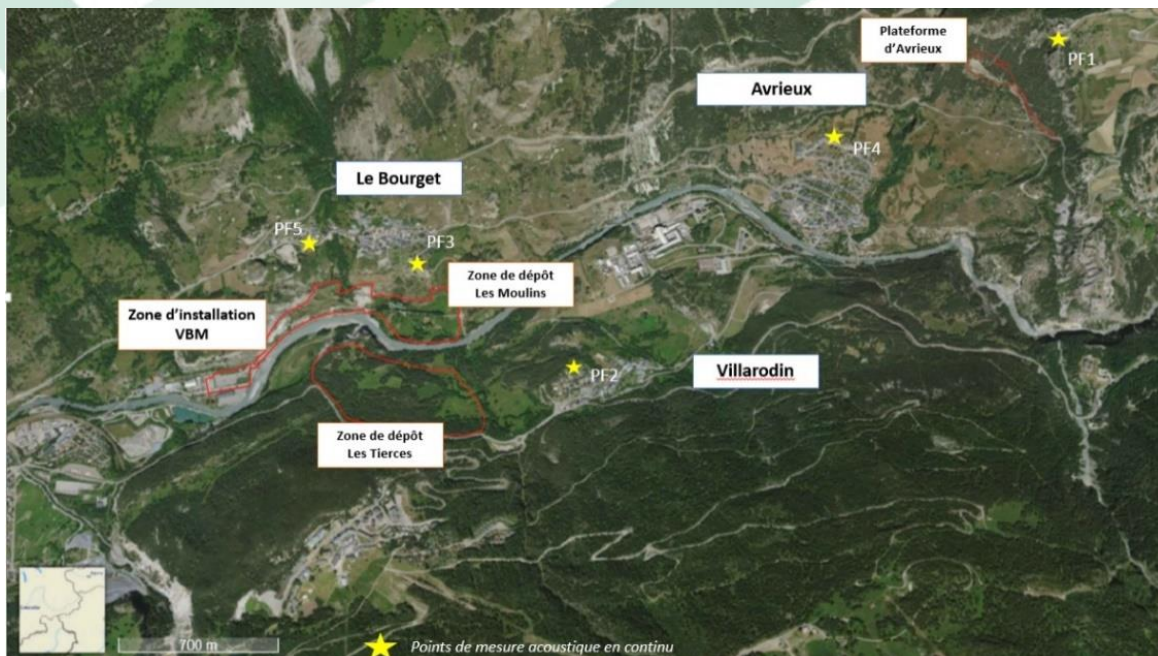 Plateforme
d'Avrieux
PF1
Avrieux
PF4
Le Bourget
PF5
PF3
Zone de dépôt
Les Moulins
Zone d'installation
VBM
PF2
Villarodin
Zone de dépôt
Les Tierces
700 m
Points de mesure acoustique en continu